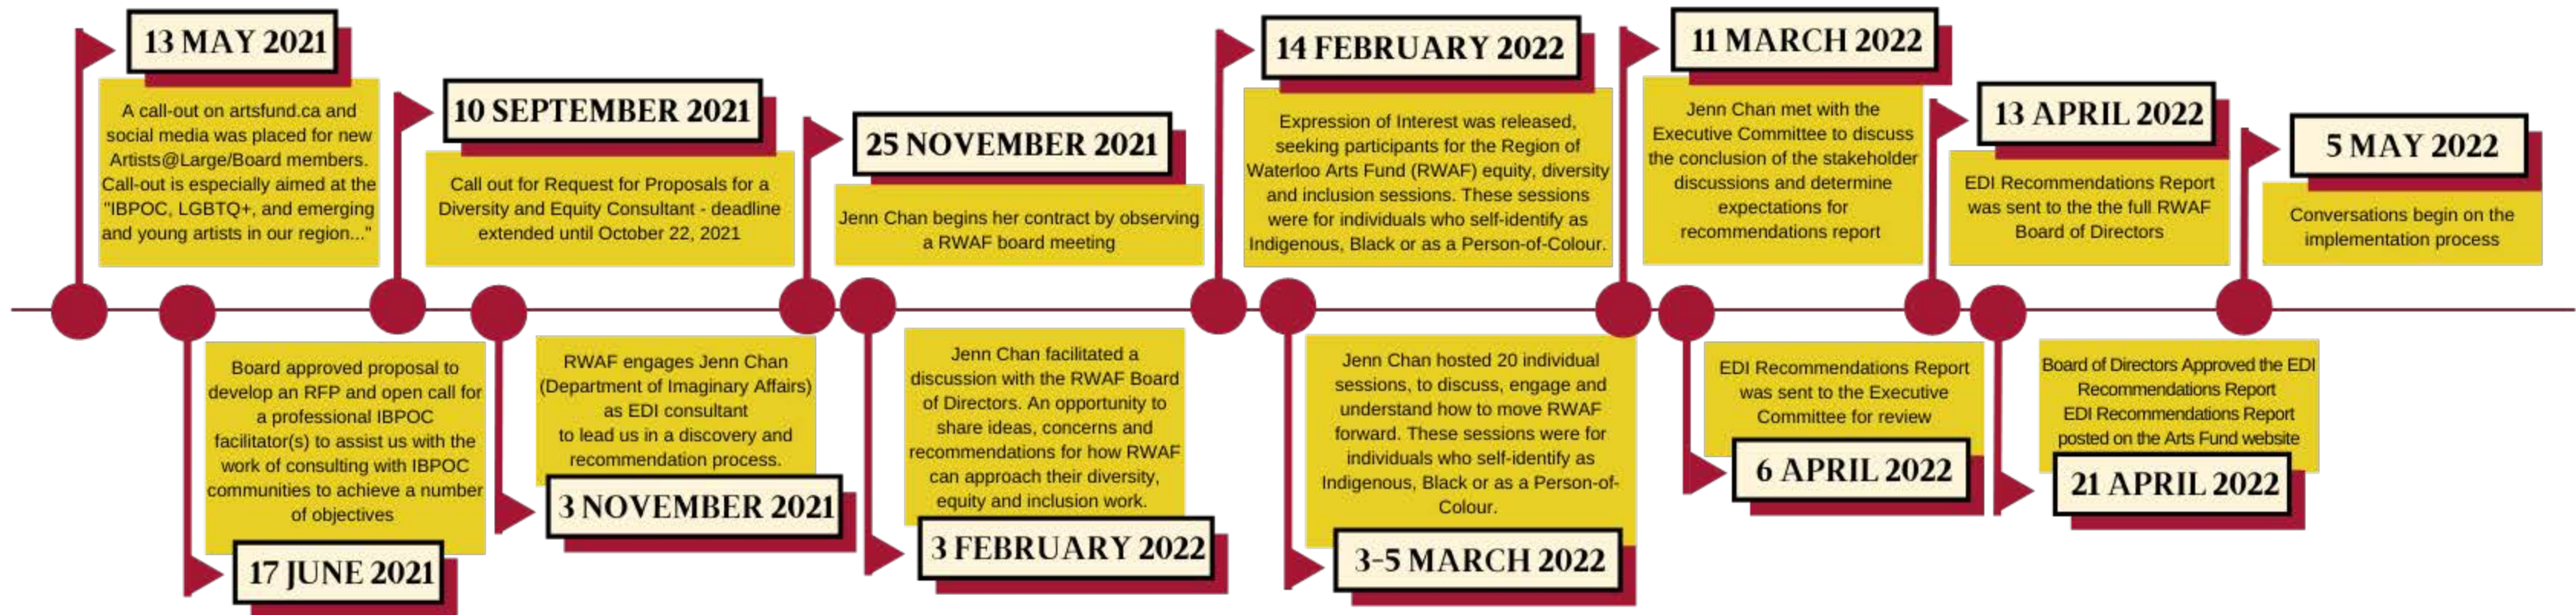 13 MAY 2021
A call-out on artsfund.ca and
social media was placed for new
Artists@Large/Board members.
Call-out is especially aimed at the
"IBPOC, LGBTQ+, and emerging
and young artists in our region..."
Board approved proposal to
develop an RFP and open call for
a professional IBPOC
facilitator(s) to assist us with the
work of consulting with IBPOC
communities to achieve a number
of objectives
17 JUNE 2021
10 SEPTEMBER 2021
Call out for Request for Proposals for a
Diversity and Equity Consultant - deadline
extended until October 22, 2021
RWAF engages Jenn Chan
(Department of Imaginary Affairs)
as EDI consultant
to lead us in a discovery and
recommendation process.
3 NOVEMBER 2021
25 NOVEMBER 2021
Jenn Chan begins her contract by observing
a RWAF board meeting
Jenn Chan facilitated a
discussion with the RWAF Board
of Directors. An opportunity to
share ideas, concerns and
recommendations for how RWAF
can approach their diversity,
equity and inclusion work.
3 FEBRUARY 2022
14 FEBRUARY 2022
Expression of Interest was released,
seeking participants for the Region of
Waterloo Arts Fund (RWAF) equity, diversity
and inclusion sessions. These sessions
were for individuals who self-identify as
Indigenous, Black or as a Person-of-Colour.
Jenn Chan hosted 20 individual
sessions, to discuss, engage and
understand how to move RWAF
forward. These sessions were for
individuals who self-identify as
Indigenous, Black or as a Person-of-
Colour.
3-5 MARCH 2022
11 MARCH 2022
Jenn Chan met with the
Executive Committee to discuss
the conclusion of the stakeholder
discussions and determine
expectations for
recommendations report
EDI Recommendations Report
was sent to the Executive
Committee for review
6 APRIL 2022
13 APRIL 2022
EDI Recommendations Report
was sent to the the full RWAF
Board of Directors
Board of Directors Approved the EDI
Recommendations Report
EDI Recommendations Report
posted on the Arts Fund website
21 APRIL 2022
5 MAY 2022
Conversations begin on the
implementation process